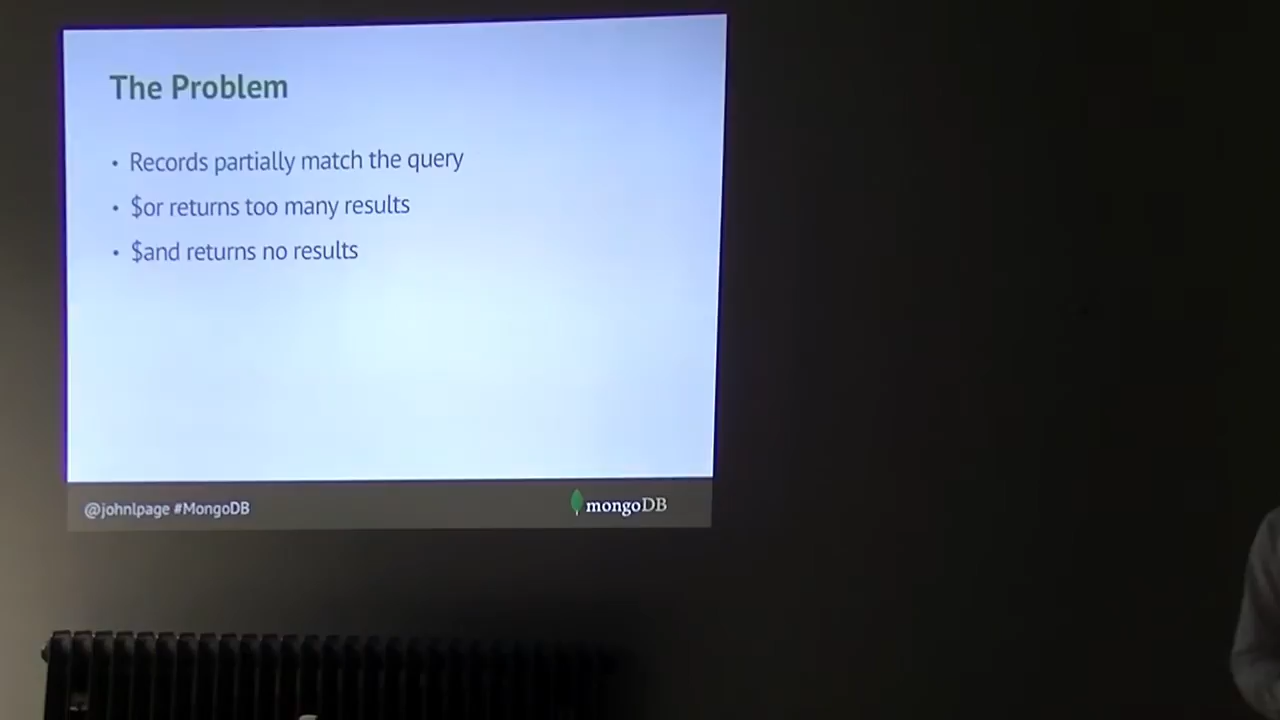 The Problem
• Records partially match the query
• $or returns too many results
• $and returns no results
@johnlpage #MongoDB
mongoDB